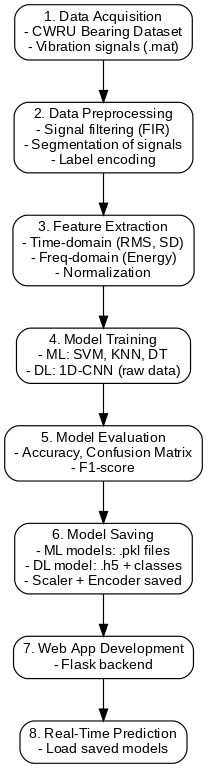 1. Data Acquisition
- CWRU Bearing Dataset
- Vibration signals (.mat)
2. Data Preprocessing
- Signal filtering (FIR)
- Segmentation of signals
- Label encoding
3. Feature Extraction
- Time-domain (RMS, SD)
- Freq-domain (Energy)
- Normalization
4. Model Training
- ML: SVM, KNN, DT
- DL: 1D-CNN (raw data)
5. Model Evaluation
- Accuracy, Confusion Matrix
- F1-score
6. Model Saving
- ML models: .pkl files
- DL model: .h5 + classes
- Scaler + Encoder saved
7. Web App Development
- Flask backend
8. Real-Time Prediction
- Load saved models